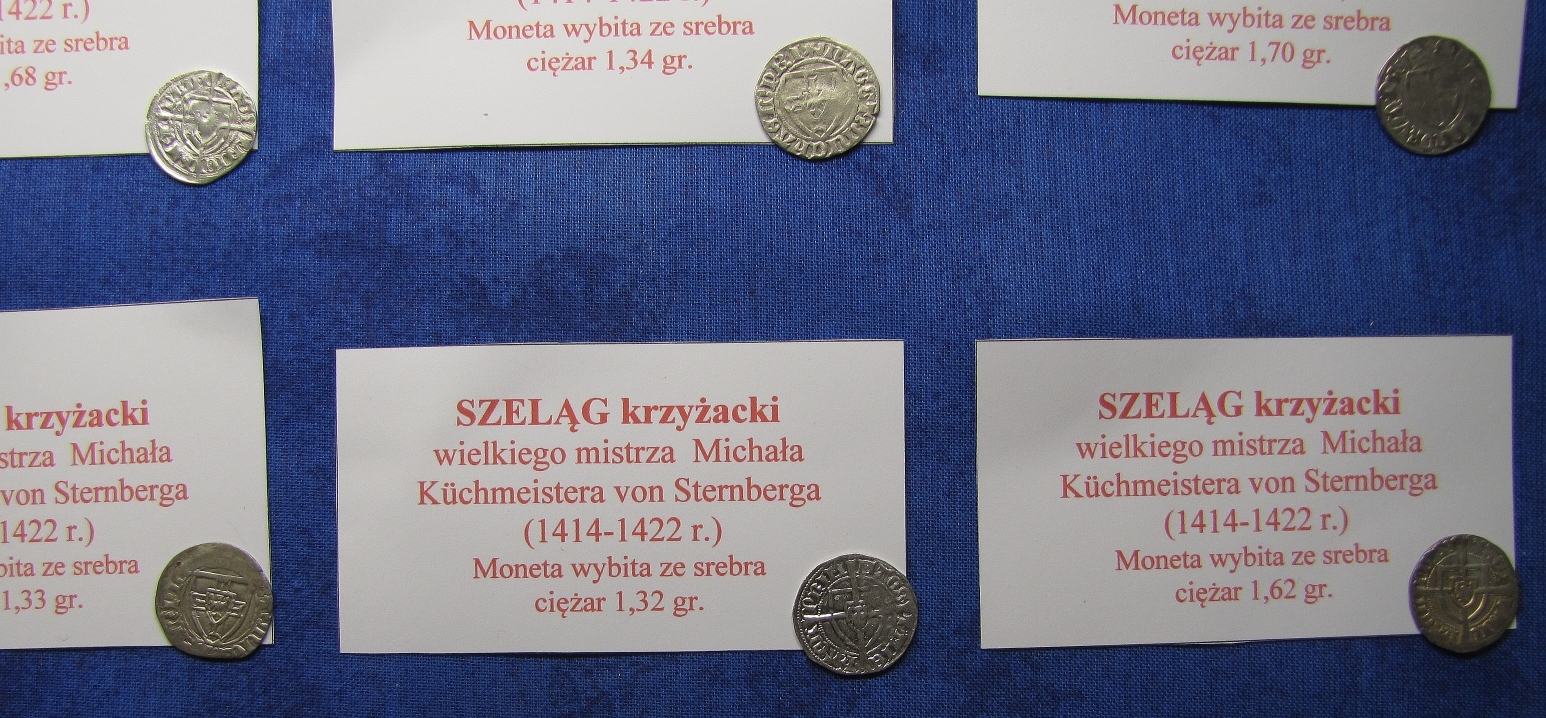 1422 r.)
ita ze srebra
,68 gr.
(1414-1422 r.)
Moneta wybita ze srebra
ciężar 1,34 gr.
Moneta wybita ze srebra
ciężar 1,70 gr.
krzyżacki
strza Michała
von Sternberga
1422 r.)
bita ze srebra
1,33 gr.
SZELĄG krzyżacki
wielkiego mistrza Michała
Küchmeistera von Sternberga
(1414-1422 r.)
Moneta wybita ze srebra
ciężar 1,32 gr.
SZELĄG krzyżacki
wielkiego mistrza Michała
Küchmeistera von Sternberga
(1414-1422 r.)
Moneta wybita ze srebra
ciężar 1,62 gr.